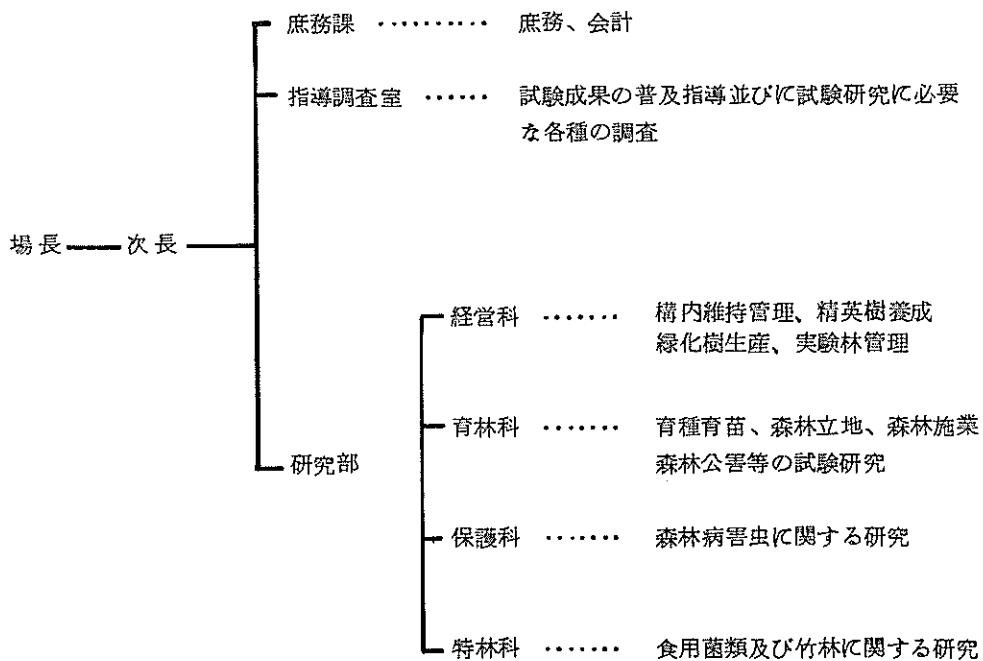 庶務課 ········· 庶務、会計
指導調査室 ······ 試験成果の普及指導並びに試験研究に必要
な各種の調査
場長 次長
経営科 ······· 構内維持管理、精英樹養成
緑化樹生産、実験林管理
育林科 ······· 育種育苗、森林立地、森林施業
森林公害等の試験研究
研究部
保護科 ······· 森林病害虫に関する研究
特林科 ······· 食用菌類及び竹林に関する研究